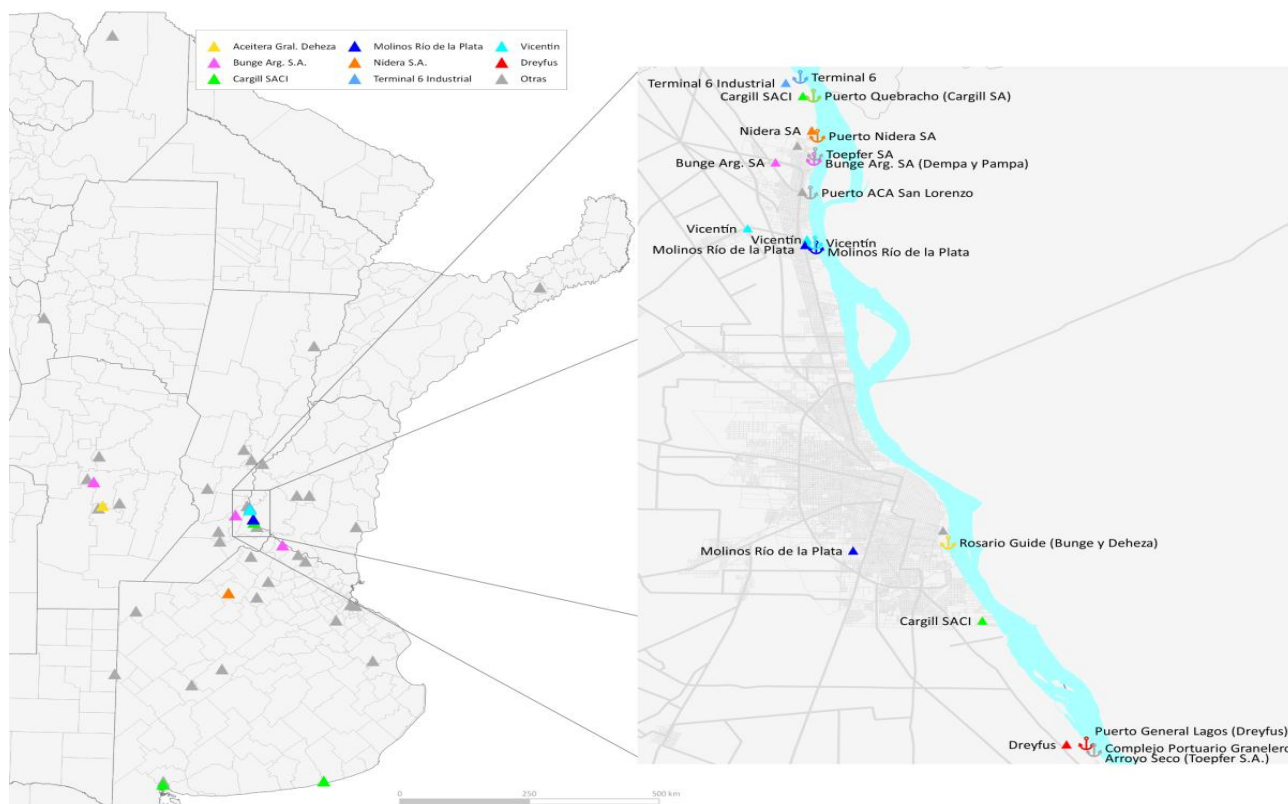 Aceitera Gral. Deheza
Bunge Arg. S.A.
Cargill SACI
Molinos Río de la Plata
Nidera S.A.
Terminal 6 Industrial
Vicentin
Dreyfus
Otras
Terminal 6
Terminal 6 Industrial
Cargill SACI
Puerto Quebracho (Cargill SA)
Nidera SA
Puerto Nidera SA
Toepfer SA
Bunge Arg. SA
Bunge Arg. SA (Dempa y Pampa)
Puerto ACA San Lorenzo
Vicentín
Vicentín
Vicentín
Molinos Río de la Plata
Molinos Río de la Plata
Rosario Guide (Bunge y Deheza)
Molinos Río de la Plata
Cargill SACI
Puerto General Lagos (Dreyfus)
Dreyfus
Complejo Portuario Granelero
Arroyo Seco (Toepfer S.A.)
0
250
500 km